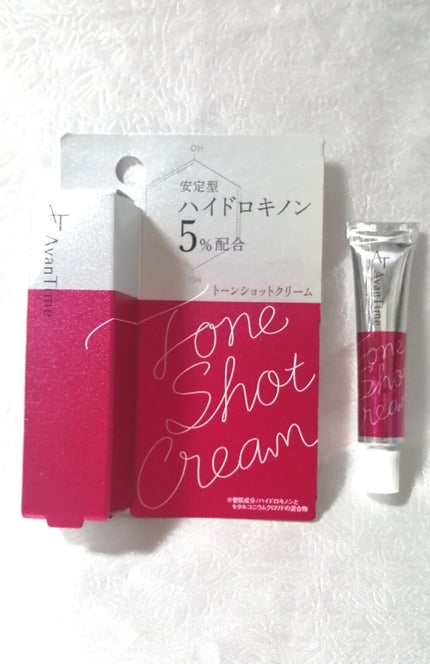 OH
安定型
ハイドロキノン
5%配合
OH
トーンショットクリーム
Tone
Shot
Cream
※整肌成分/ハイドロキノンと
セタルコニウムクロリドの混合物
AT AvanTime
AT AvanTime
Tone
Shot
Cream